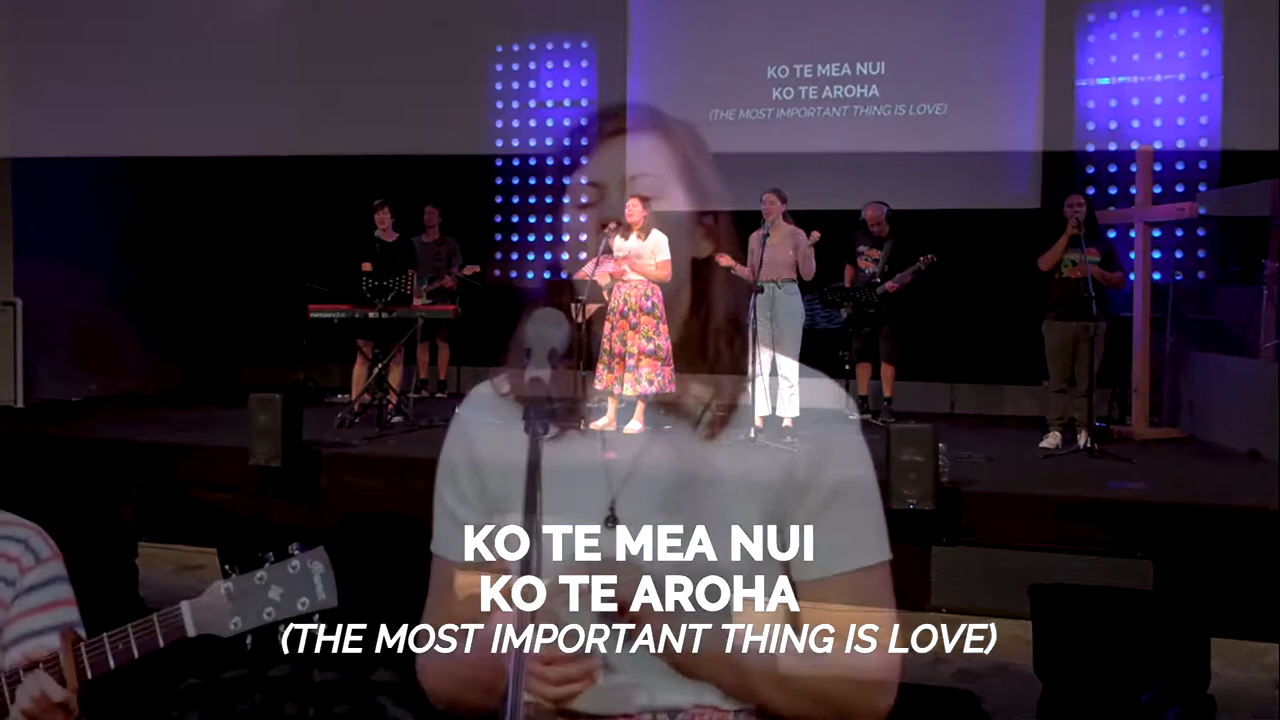 KO TE MEA NUI
KO TE AROHA
(THE MOST IMPORTANT THING IS LOVE)
KO TE MEA NUI
KO TE AROHA
(THE MOST IMPORTANT THING IS LOVE)